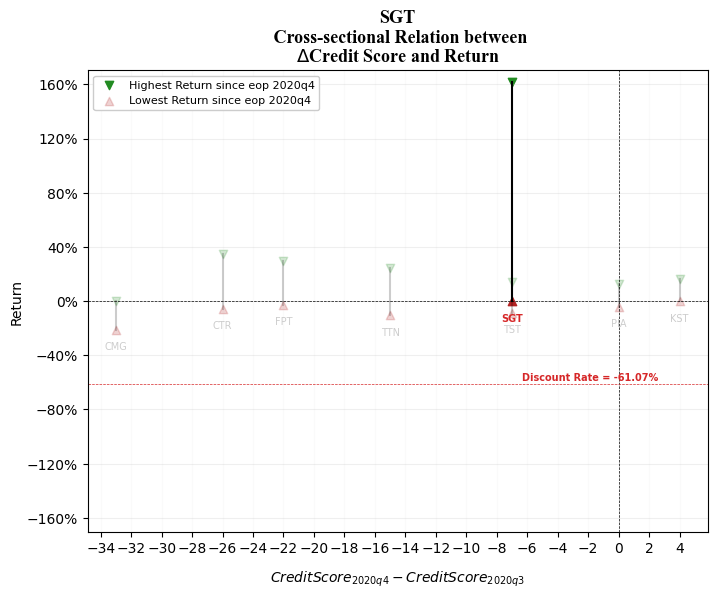 SGT
Cross-sectional Relation between
ΔCredit Score and Return
Highest Return since eop 2020q4
Lowest Return since eop 2020q4
160%
120%
80%
40%
0%
−40%
−80%
−120%
−160%
Return
CMG
CTR
FPT
TTN
SGT
TST
PIA
KST
Discount Rate = -61.07%
−34 −32 −30 −28 −26 −24 −22 −20 −18 −16 −14 −12 −10 −8 −6 −4 −2 0 2 4
CreditScore2020q4 − CreditScore2020q3